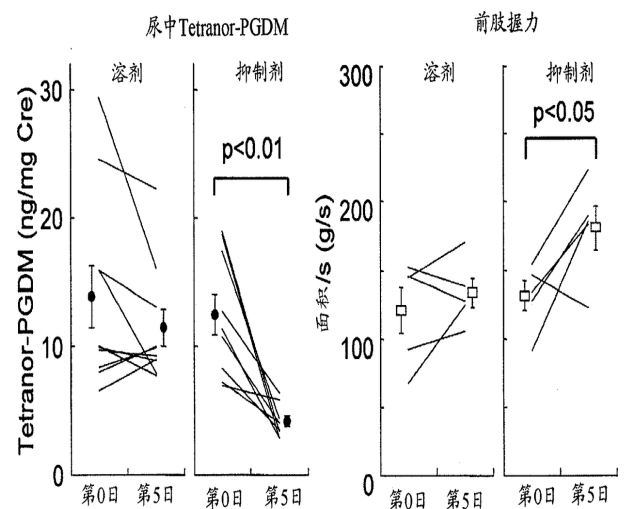 尿中Tetranor-PGDM
溶剂
抑制剂
Tetranor-PGDM (ng/mg Cre)
30
20
10
0
p<0.01
第0日 第5日 第0日 第5日
前肢握力
溶剂
抑制剂
面积/s (g/s)
300
200
100
0
p<0.05
第0日 第5日 第0日 第5日